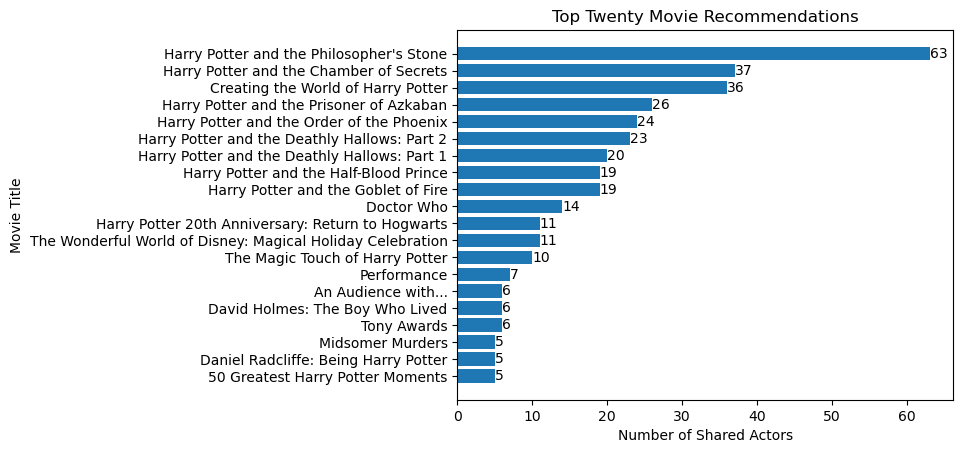 Top Twenty Movie Recommendations
Movie Title
Harry Potter and the Philosopher's Stone 63
Harry Potter and the Chamber of Secrets 37
Creating the World of Harry Potter 36
Harry Potter and the Prisoner of Azkaban 26
Harry Potter and the Order of the Phoenix 24
Harry Potter and the Deathly Hallows: Part 2 23
Harry Potter and the Deathly Hallows: Part 1 20
Harry Potter and the Half-Blood Prince 19
Harry Potter and the Goblet of Fire 19
Doctor Who 14
Harry Potter 20th Anniversary: Return to Hogwarts 11
The Wonderful World of Disney: Magical Holiday Celebration 11
The Magic Touch of Harry Potter 10
Performance 7
An Audience with... 6
David Holmes: The Boy Who Lived 6
Tony Awards 6
Midsomer Murders 5
Daniel Radcliffe: Being Harry Potter 5
50 Greatest Harry Potter Moments 5
0 10 20 30 40 50 60
Number of Shared Actors